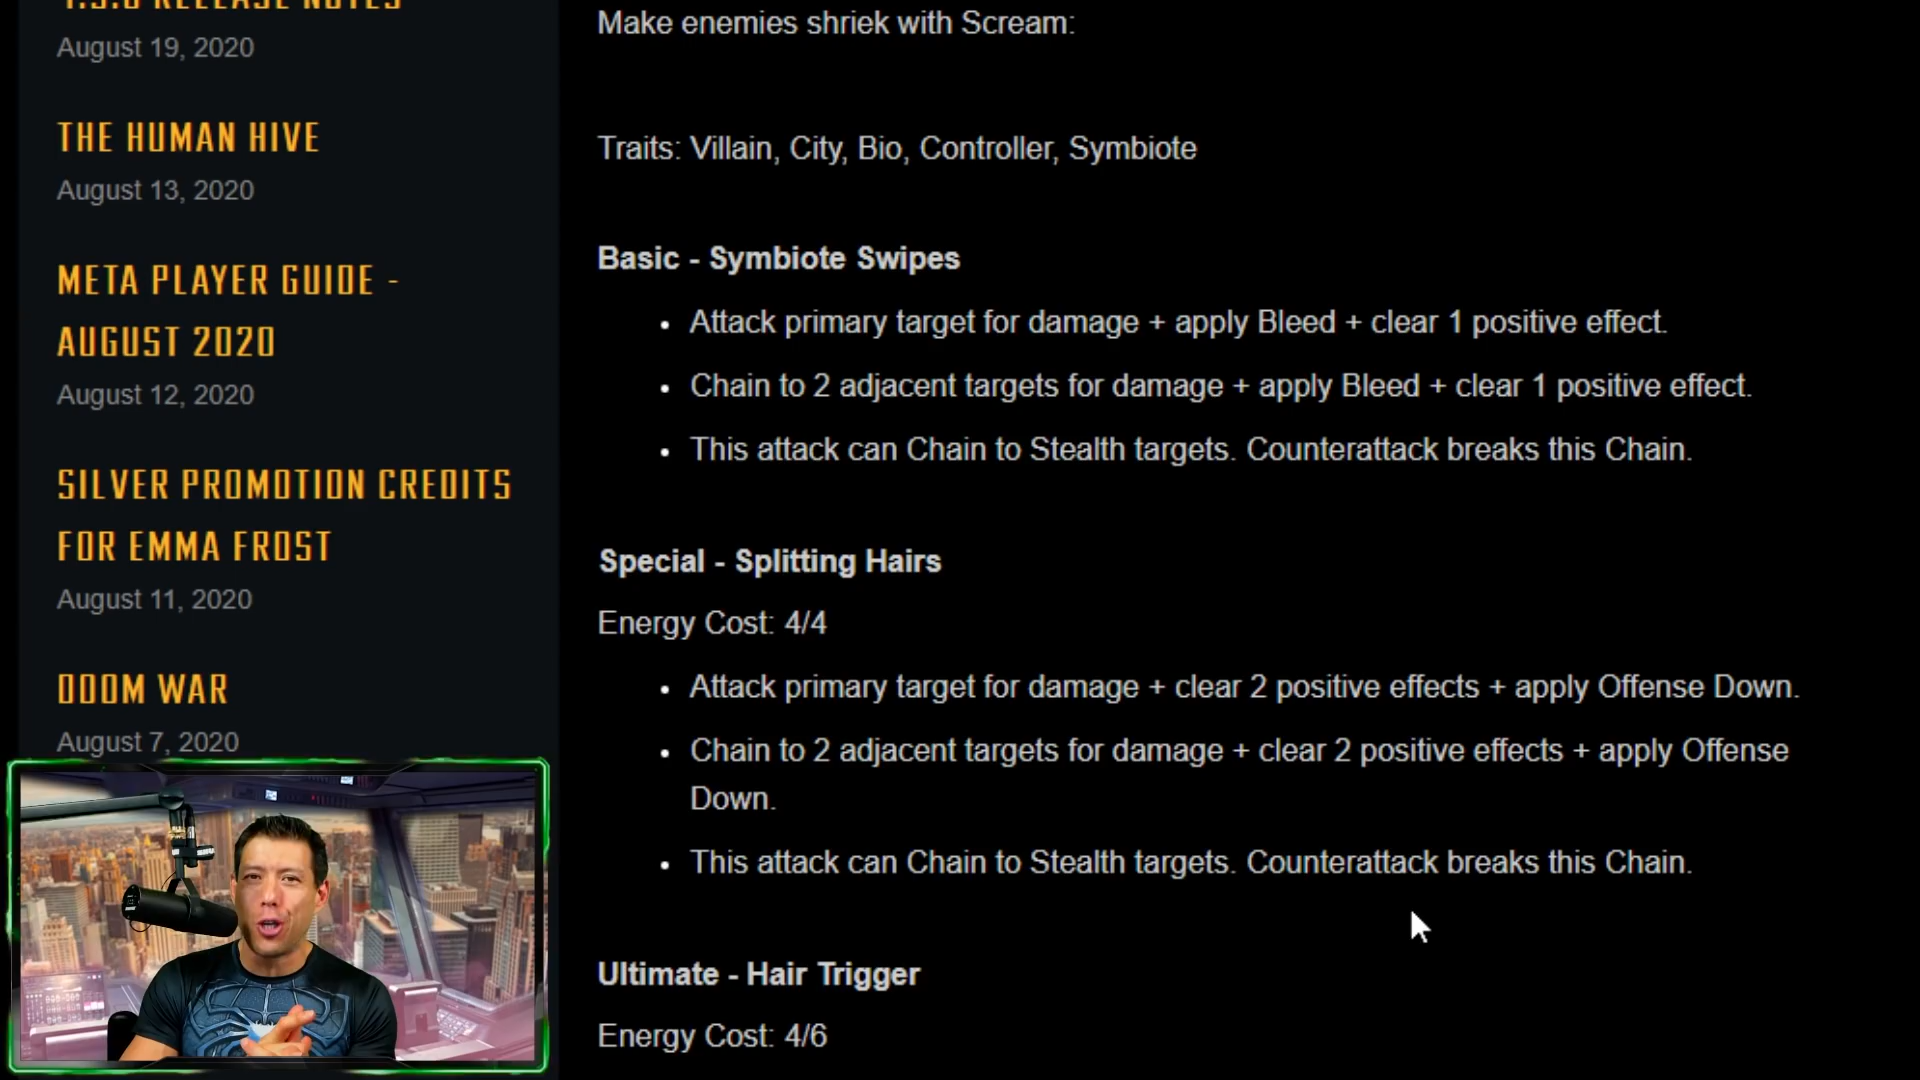 4.5.0 RELEASE NOTES
August 19, 2020
THE HUMAN HIVE
August 13, 2020
META PLAYER GUIDE -
AUGUST 2020
August 12, 2020
SILVER PROMOTION CREDITS
FOR EMMA FROST
August 11, 2020
DOOM WAR
August 7, 2020
Make enemies shriek with Scream:
Traits: Villain, City, Bio, Controller, Symbiote
Basic - Symbiote Swipes
• Attack primary target for damage + apply Bleed + clear 1 positive effect.
• Chain to 2 adjacent targets for damage + apply Bleed + clear 1 positive effect.
• This attack can Chain to Stealth targets. Counterattack breaks this Chain.
Special - Splitting Hairs
Energy Cost: 4/4
• Attack primary target for damage + clear 2 positive effects + apply Offense Down.
• Chain to 2 adjacent targets for damage + clear 2 positive effects + apply Offense
Down.
• This attack can Chain to Stealth targets. Counterattack breaks this Chain.
Ultimate - Hair Trigger
Energy Cost: 4/6